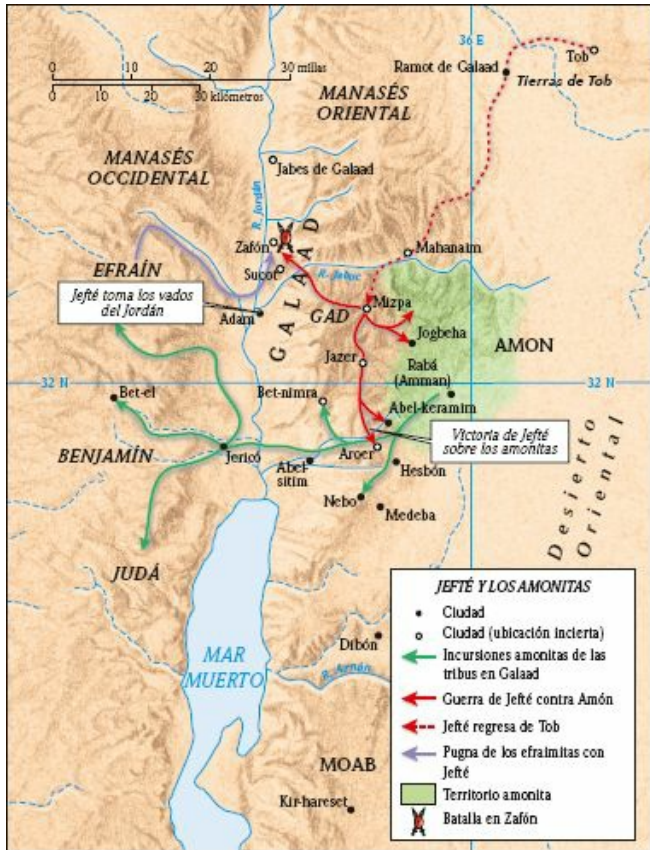 36 E
0 10 20 30 millas
0 10 20 30 kilómetros
Tob
Ramot de Galaad
Tierras de Tob
MANASÉS
ORIENTAL
MANASÉS
OCCIDENTAL
Jabes de Galaad
R. Jordán
GALAAD
Zafón
Mahanaim
EFRAÍN
Sucot
R. Jaboc
Jefté toma los vados
del Jordán
Mizpa
Adam
GAD
Jogbeha
AMON
Jazer
Rabá
(Amman)
32 N
32 N
Bet-el
Bet-nimra
Abel-keramim
Victoria de Jefté
sobre los amonitas
BENJAMÍN
Jericó
Aroer
Abel-
sitim
Hesbón
Nebo
Medeba
Desierto
Oriental
JUDÁ
MAR
MUERTO
Dibón
R. Arnón
MOAB
Kir-hareset
JEFTÉ Y LOS AMONITAS
Ciudad
Ciudad (ubicación incierta)
Incursiones amonitas de las
tribus en Galaad
Guerra de Jefté contra Amón
Jefté regresa de Tob
Pugna de los efraimitas con
Jefté
Territorio amonita
Batalla en Zafón